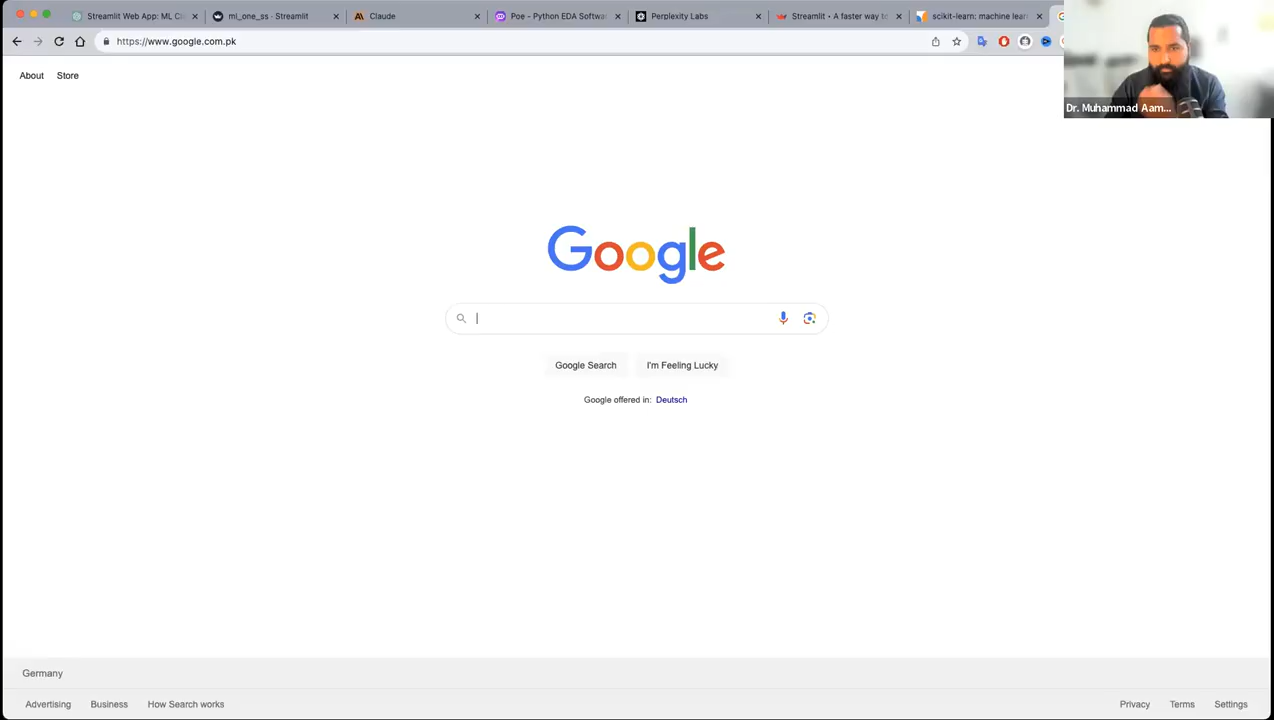 Streamlit Web App: ML Cl
ml_one_ss · Streamlit
Claude
Poe - Python EDA Softwa
Perplexity Labs
Streamlit • A faster way to
scikit-learn: machine lear
https://www.google.com.pk
About
Store
Dr. Muhammad Aam...
Google
Google Search
I'm Feeling Lucky
Google offered in: Deutsch
Germany
Advertising
Business
How Search works
Privacy
Terms
Settings